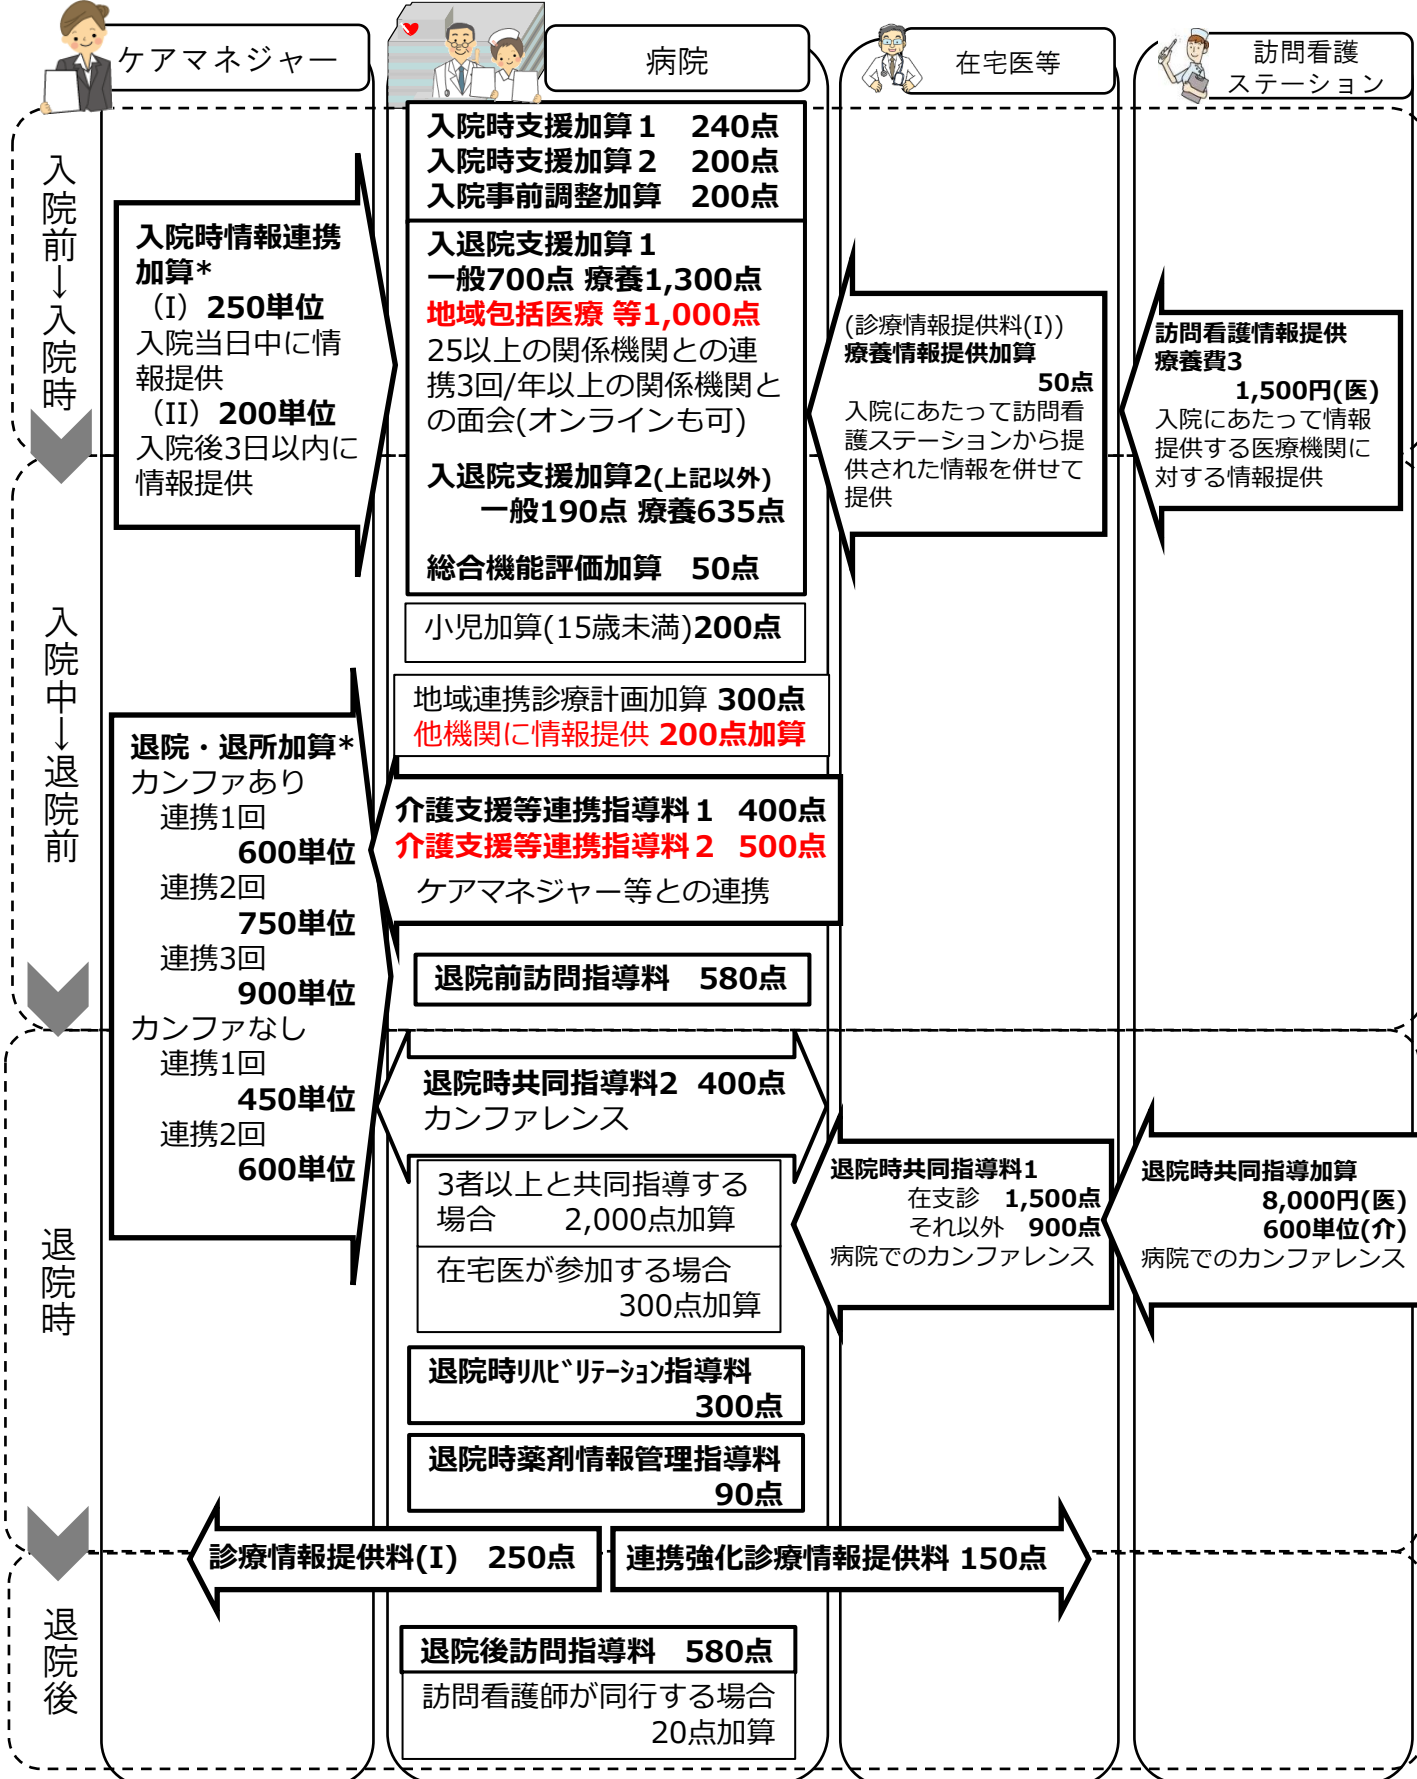 ケアマネジャー
病院
在宅医等
訪問看護
ステーション
入院前→入院時
入院時情報連携
加算*
（I）250単位
入院当日中に情
報提供
（II）200単位
入院後3日以内に
情報提供
入院時支援加算１　240点
入院時支援加算２　200点
入院事前調整加算　200点
入退院支援加算１
一般700点 療養1,300点
地域包括医療 等1,000点
25以上の関係機関との連
携3回/年以上の関係機関と
の面会(オンラインも可)
入退院支援加算2(上記以外)
一般190点 療養635点
総合機能評価加算　50点
小児加算(15歳未満)200点
(診療情報提供料(I))
療養情報提供加算
50点
入院にあたって訪問看
護ステーションから提
供された情報を併せて
提供
訪問看護情報提供
療養費3
1,500円(医)
入院にあたって情報
提供する医療機関に
対する情報提供
入院中→退院前
地域連携診療計画加算 300点
他機関に情報提供 200点加算
退院・退所加算*
カンファあり
連携1回
600単位
連携2回
750単位
連携3回
900単位
カンファなし
連携1回
450単位
連携2回
600単位
介護支援等連携指導料１ 400点
介護支援等連携指導料２ 500点
ケアマネジャー等との連携
退院前訪問指導料　580点
退院時
退院時共同指導料2 400点
カンファレンス
3者以上と共同指導する
場合　　2,000点加算
在宅医が参加する場合
300点加算
退院時共同指導料1
在支診　1,500点
それ以外　900点
病院でのカンファレンス
退院時共同指導加算
8,000円(医)
600単位(介)
病院でのカンファレンス
退院時ﾘﾊﾋﾞﾘﾃｰｼｮﾝ指導料
300点
退院時薬剤情報管理指導料
90点
診療情報提供料(I)　250点
連携強化診療情報提供料 150点
退院後
退院後訪問指導料　580点
訪問看護師が同行する場合
20点加算